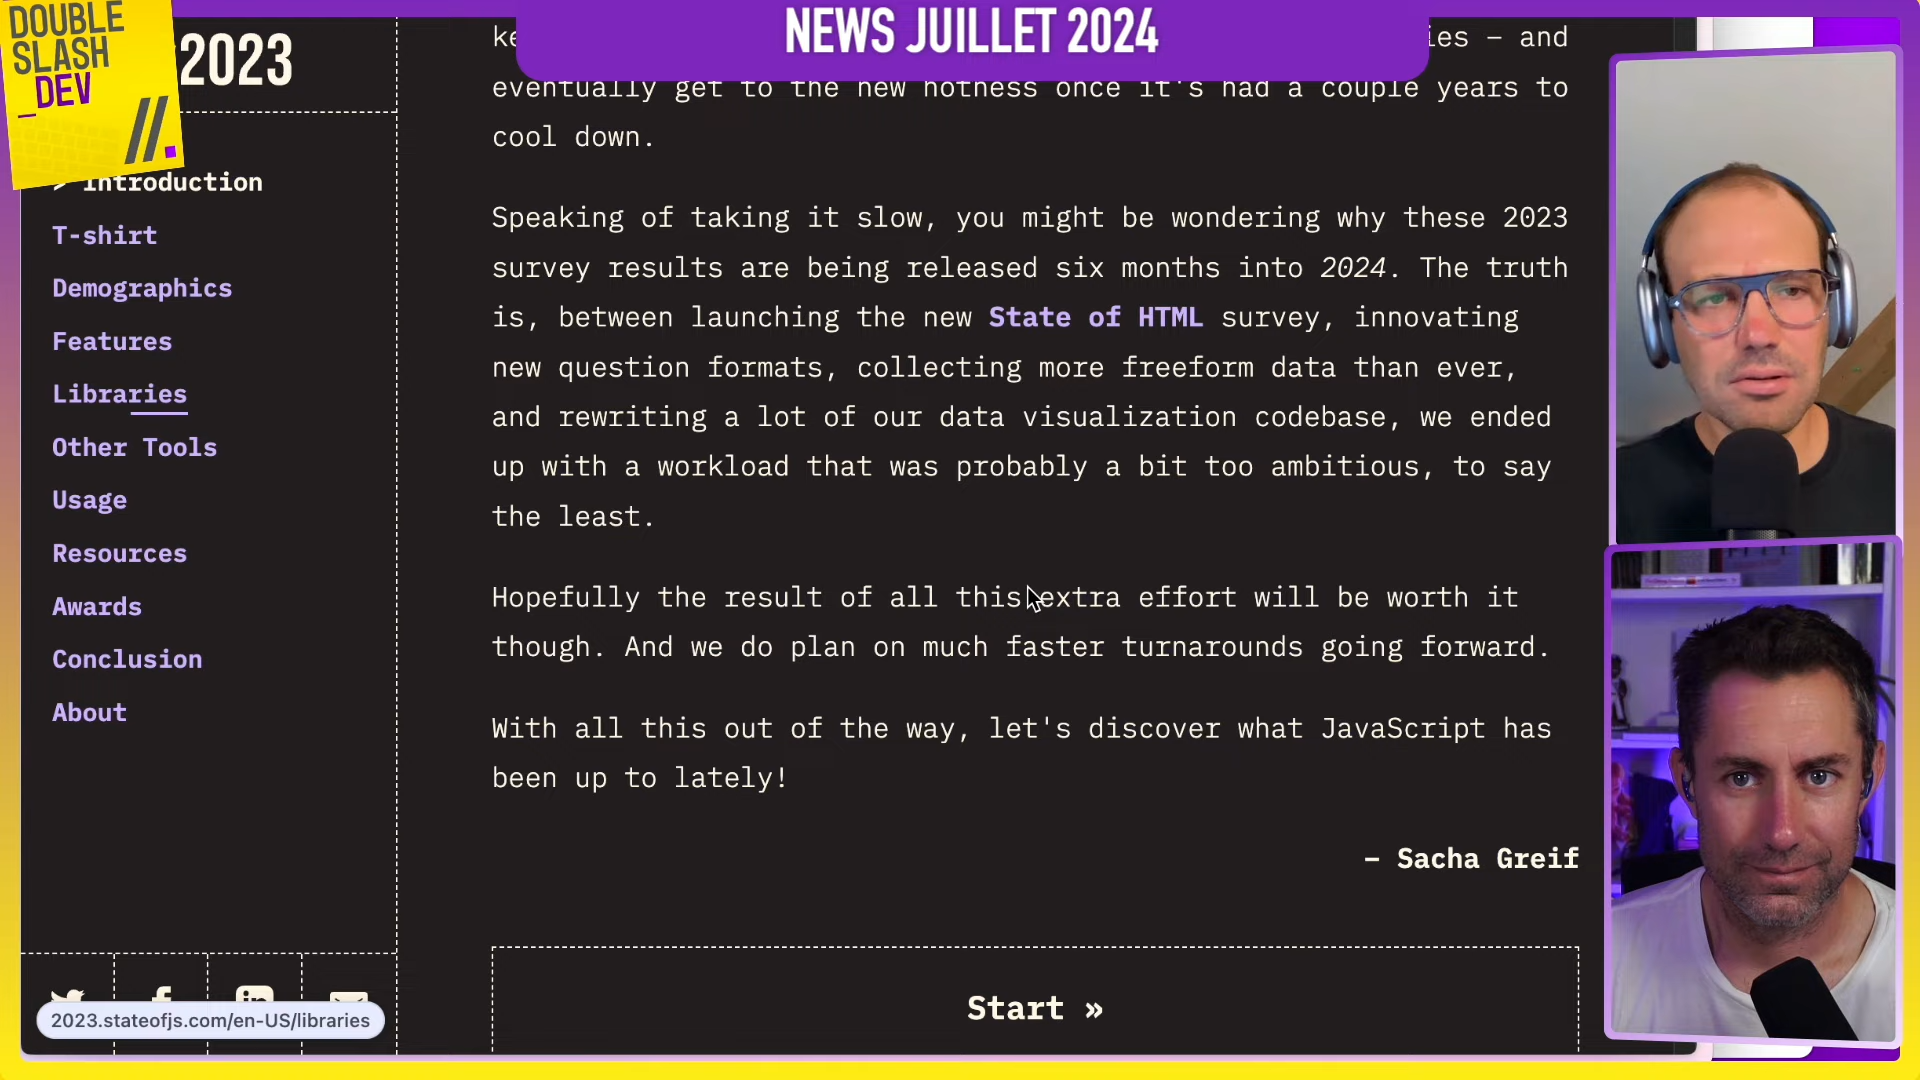 DOUBLE
SLASH
_DEV
//.
2023
NEWS JUILLET 2024
– and
eventually get to the new hotness once it's had a couple years to
cool down.
> Introduction
T-shirt
Demographics
Features
Libraries
Other Tools
Usage
Resources
Awards
Conclusion
About
Speaking of taking it slow, you might be wondering why these 2023
survey results are being released six months into 2024. The truth
is, between launching the new State of HTML survey, innovating
new question formats, collecting more freeform data than ever,
and rewriting a lot of our data visualization codebase, we ended
up with a workload that was probably a bit too ambitious, to say
the least.
Hopefully the result of all this extra effort will be worth it
though. And we do plan on much faster turnarounds going forward.
With all this out of the way, let's discover what JavaScript has
been up to lately!
– Sacha Greif
Start »
2023.stateofjs.com/en-US/libraries